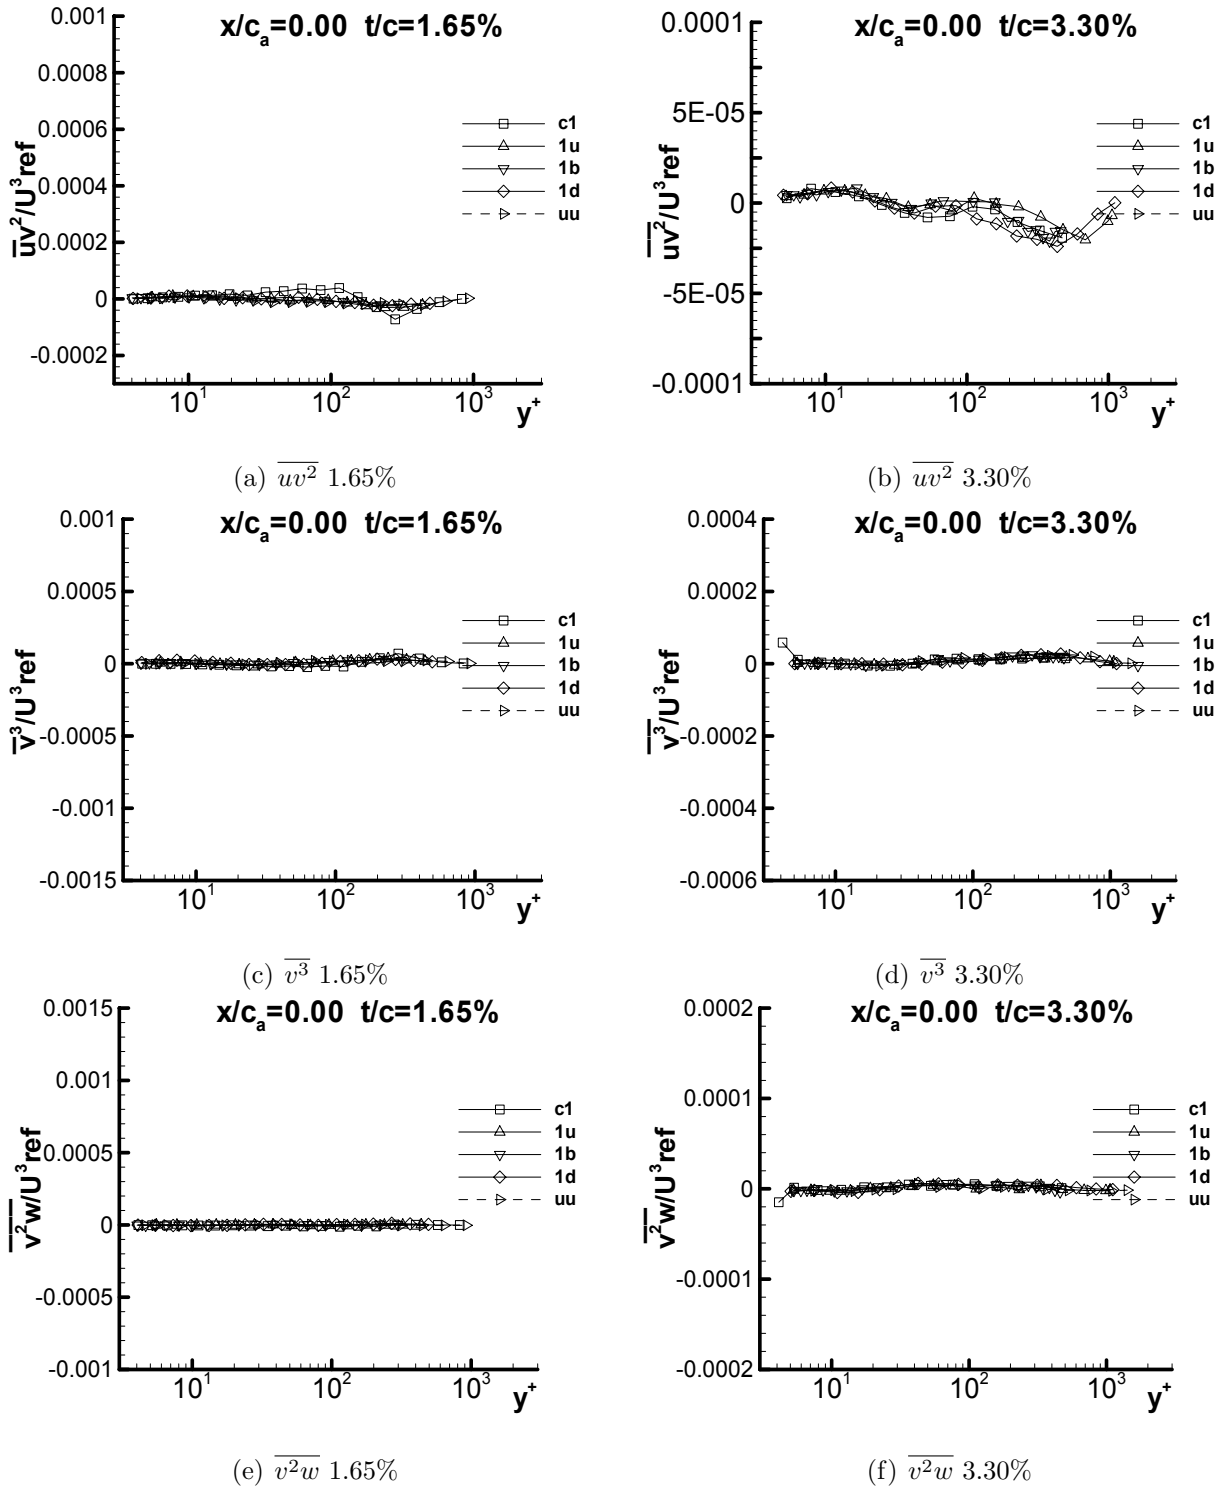 x/ca=0.00 t/c=1.65%
0.001
0.0008
0.0006
0.0004
0.0002
0
-0.0002
uv²/U³ref
c1
1u
1b
1d
uu
10¹ 10² 10³
y⁺
(a) uv² 1.65%
x/ca=0.00 t/c=3.30%
0.0001
5E-05
0
-5E-05
-0.0001
uv²/U³ref
c1
1u
1b
1d
uu
10¹ 10² 10³
y⁺
(b) uv² 3.30%
x/ca=0.00 t/c=1.65%
0.001
0.0005
0
-0.0005
-0.001
-0.0015
v³/U³ref
c1
1u
1b
1d
uu
10¹ 10² 10³
y⁺
(c) v³ 1.65%
x/ca=0.00 t/c=3.30%
0.0004
0.0002
0
-0.0002
-0.0004
-0.0006
v³/U³ref
c1
1u
1b
1d
uu
10¹ 10² 10³
y⁺
(d) v³ 3.30%
x/ca=0.00 t/c=1.65%
0.0015
0.001
0.0005
0
-0.0005
-0.001
v²w/U³ref
c1
1u
1b
1d
uu
10¹ 10² 10³
y⁺
(e) v²w 1.65%
x/ca=0.00 t/c=3.30%
0.0002
0.0001
0
-0.0001
-0.0002
v²w/U³ref
c1
1u
1b
1d
uu
10¹ 10² 10³
y⁺
(f) v²w 3.30%